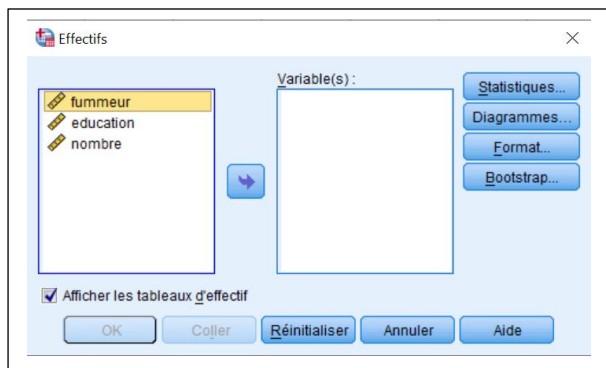 Effectifs
Variable(s) :
fummeur
education
nombre
Statistiques...
Diagrammes...
Format...
Bootstrap...
Afficher les tableaux d'effectif
OK Coller Réinitialiser Annuler Aide